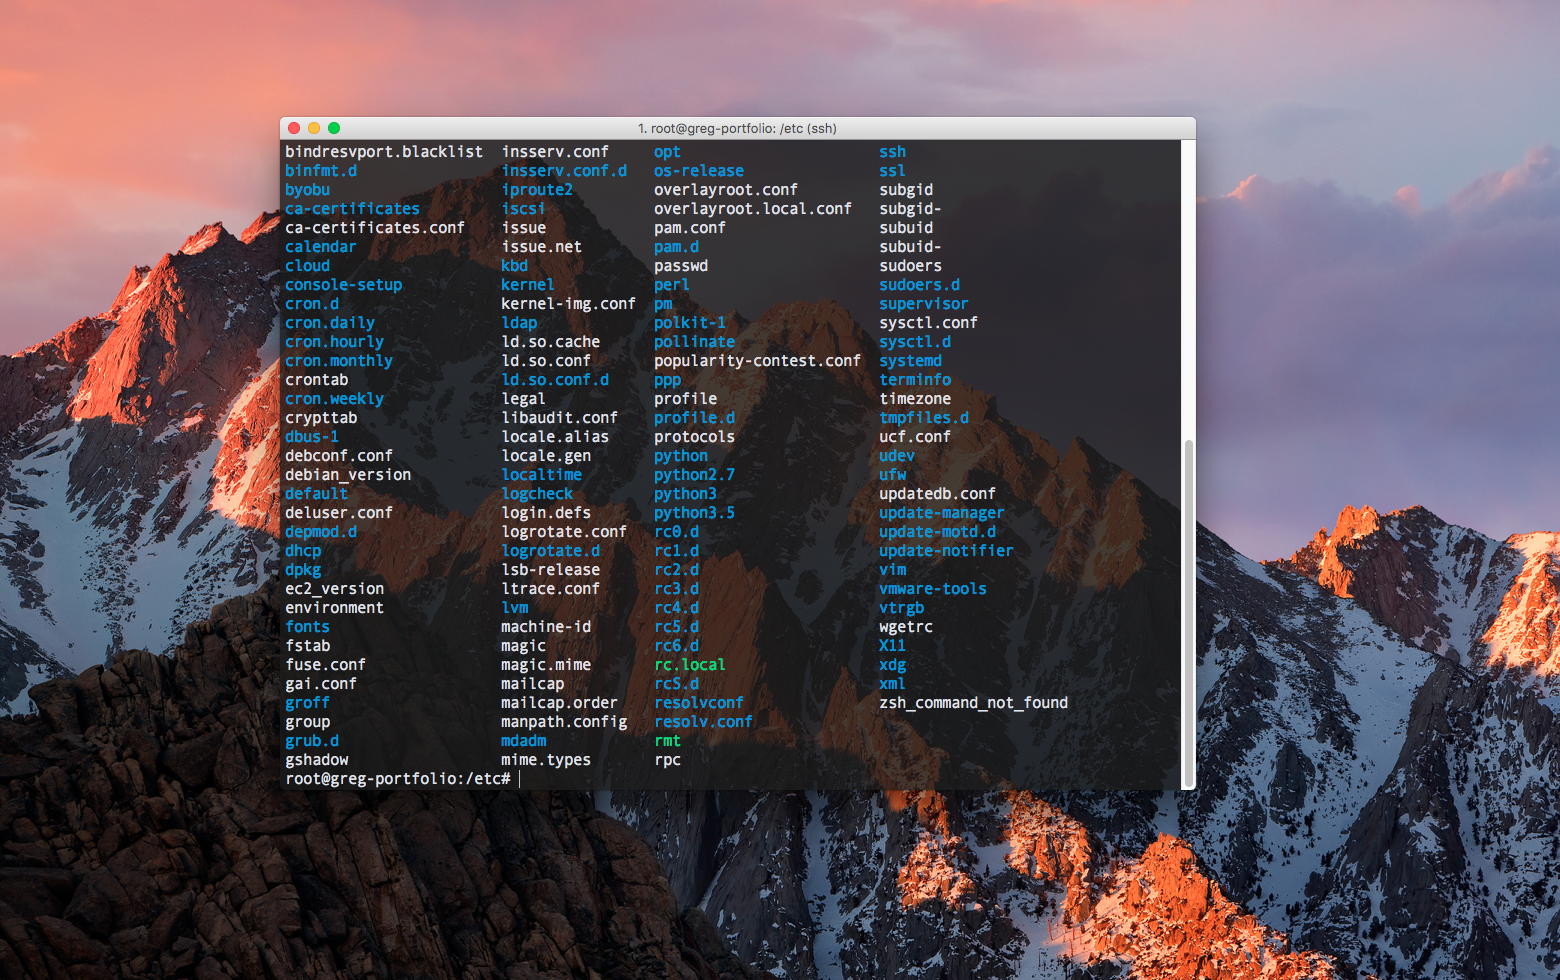 1. root@greg-portfolio: /etc (ssh)
bindresvport.blacklist insserv.conf opt ssh
binfmt.d insserv.conf.d os-release ssl
byobu iproute2 overlayroot.conf subgid
ca-certificates iscsi overlayroot.local.conf subgid-
ca-certificates.conf issue pam.conf subuid
calendar issue.net pam.d subuid-
cloud kbd passwd sudoers
console-setup kernel perl sudoers.d
cron.d kernel-img.conf pm supervisor
cron.daily ldap polkit-1 sysctl.conf
cron.hourly ld.so.cache pollinate sysctl.d
cron.monthly ld.so.conf popularity-contest.conf systemd
crontab ld.so.conf.d ppp terminfo
cron.weekly legal profile timezone
crypttab libaudit.conf profile.d tmpfiles.d
dbus-1 locale.alias protocols ucf.conf
debconf.conf locale.gen python udev
debian_version localtime python2.7 ufw
default logcheck python3 updatedb.conf
deluser.conf login.defs python3.5 update-manager
depmod.d logrotate.conf rc0.d update-motd.d
dhcp logrotate.d rc1.d update-notifier
dpkg lsb-release rc2.d vim
ec2_version ltrace.conf rc3.d vmware-tools
environment lvm rc4.d vtrgb
fonts machine-id rc5.d wgetrc
fstab magic rc6.d X11
fuse.conf magic.mime rc.local xdg
gai.conf mailcap rcS.d xml
groff mailcap.order resolvconf zsh_command_not_found
group manpath.config resolv.conf
grub.d mdadm rmt
gshadow mime.types rpc
root@greg-portfolio:/etc#